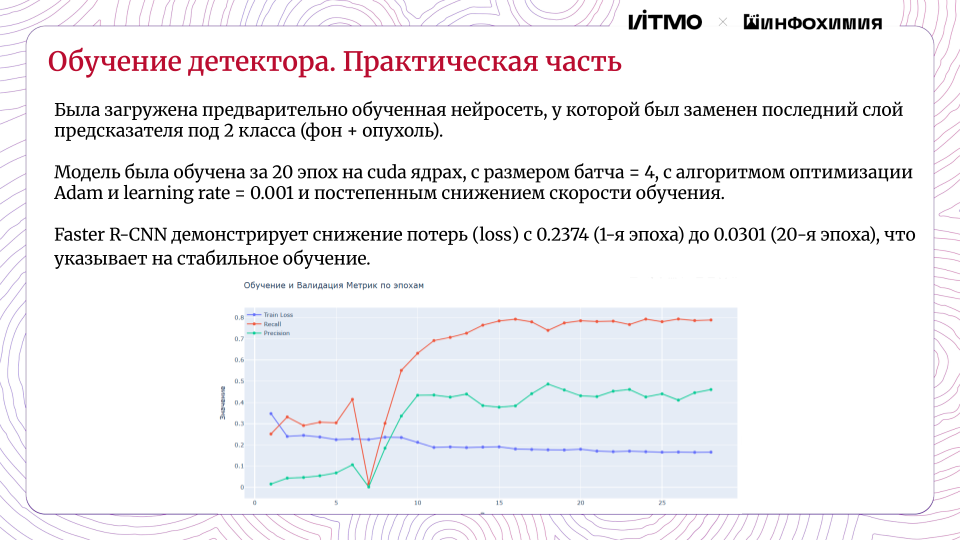 ИТМО × ИНФОХИМИЯ
Обучение детектора. Практическая часть
Была загружена предварительно обученная нейросеть, у которой был заменен последний слой
предсказателя под 2 класса (фон + опухоль).
Модель была обучена за 20 эпох на cuda ядрах, с размером батча = 4, с алгоритмом оптимизации
Adam и learning rate = 0.001 и постепенным снижением скорости обучения.
Faster R-CNN демонстрирует снижение потерь (loss) с 0.2374 (1-я эпоха) до 0.0301 (20-я эпоха), что
указывает на стабильное обучение.
Обучение и Валидация Метрик по эпохам
Train Loss
Recall
Precision
Значение
0.8
0.7
0.6
0.5
0.4
0.3
0.2
0.1
0
0 5 10 15 20 25